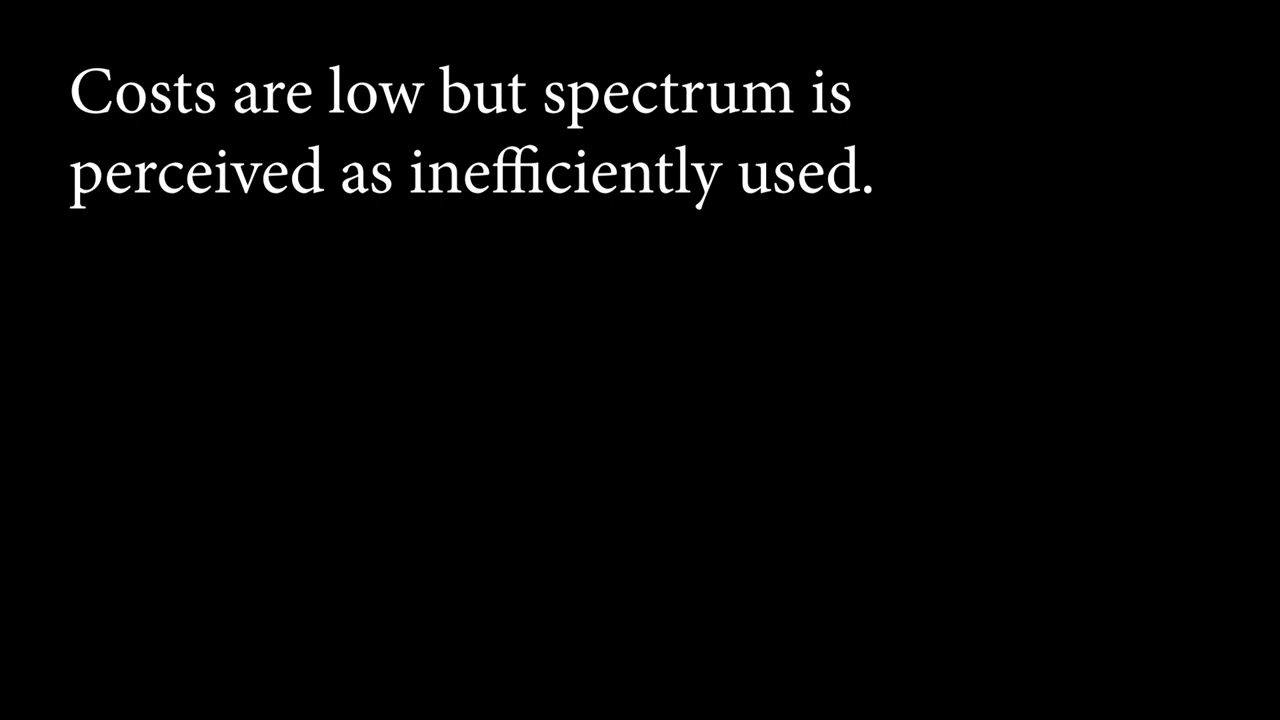 Costs are low but spectrum is
perceived as inefficiently used.